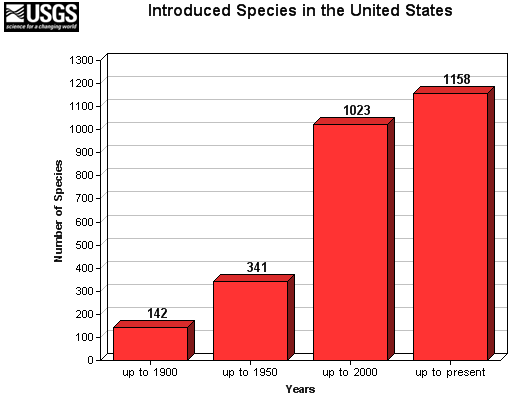 USGS
science for a changing world
Introduced Species in the United States
Number of Species
1300
1200
1100
1000
900
800
700
600
500
400
300
200
100
0
142
341
1023
1158
up to 1900
up to 1950
up to 2000
up to present
Years